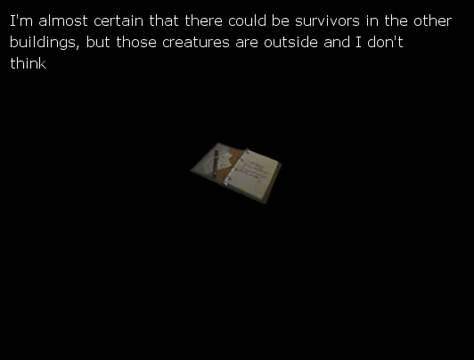 I'm almost certain that there could be survivors in the other
buildings, but those creatures are outside and I don't
think